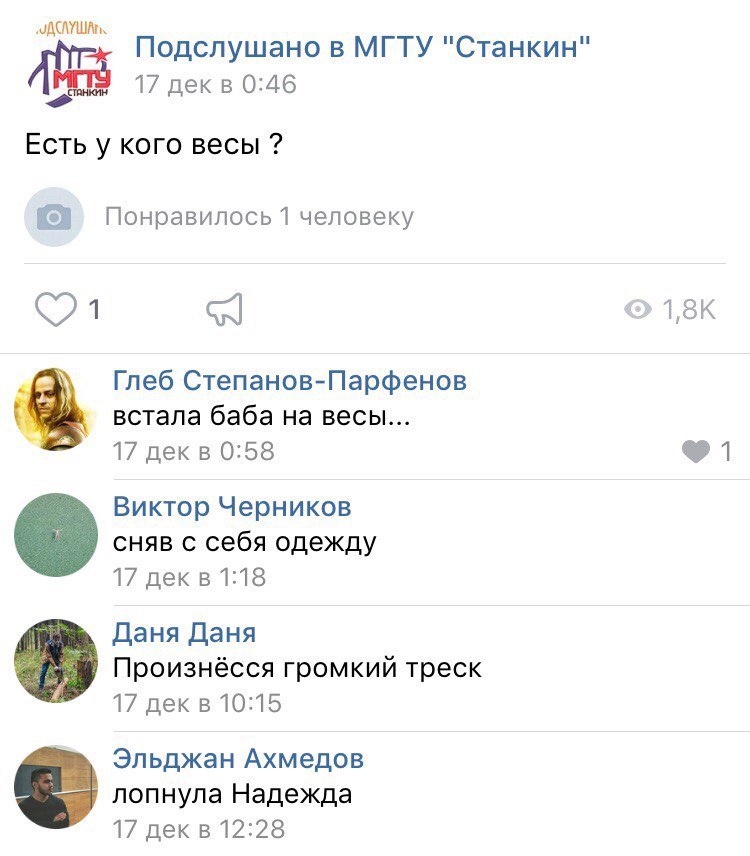 ОДСЛУША
МГТУ
СТАНКИН
Подслушано в МГТУ "Станкин"
17 дек в 0:46
Есть у кого весы ?
Понравилось 1 человеку
1
1,8K
Глеб Степанов-Парфенов
встала баба на весы...
17 дек в 0:58
1
Виктор Черников
сняв с себя одежду
17 дек в 1:18
Даня Даня
Произнёсся громкий треск
17 дек в 10:15
Эльджан Ахмедов
лопнула Надежда
17 дек в 12:28